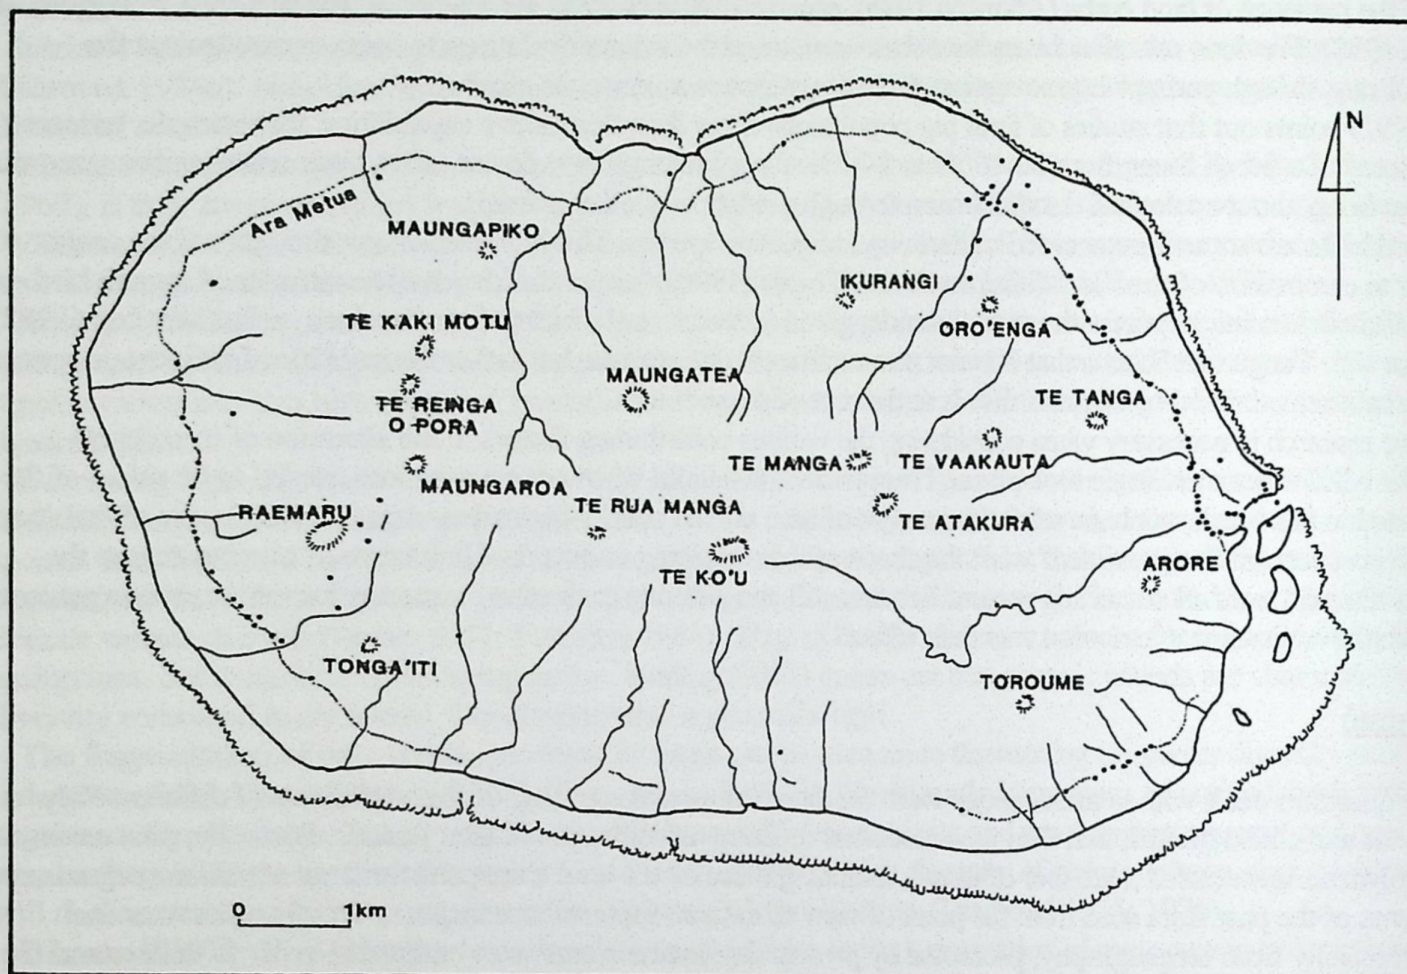 N
Ara Metua
MAUNGAPIKO
IKURANGI
TE KAKI MOTU
ORO'ENGA
MAUNGATEA
TE REINGA
O PORA
TE TANGA
TE MANGA
TE VAAKAUTA
MAUNGAROA
RAEMARU
TE RUA MANGA
TE ATAKURA
TE KO'U
ARORE
TONGA'ITI
TOROUME
0 1km